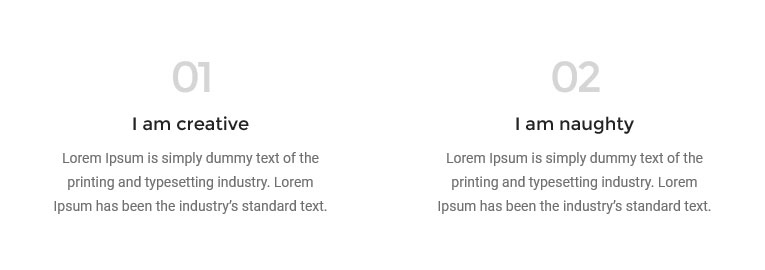 01
I am creative
Lorem Ipsum is simply dummy text of the
printing and typesetting industry. Lorem
Ipsum has been the industry’s standard text.
02
I am naughty
Lorem Ipsum is simply dummy text of the
printing and typesetting industry. Lorem
Ipsum has been the industry’s standard text.